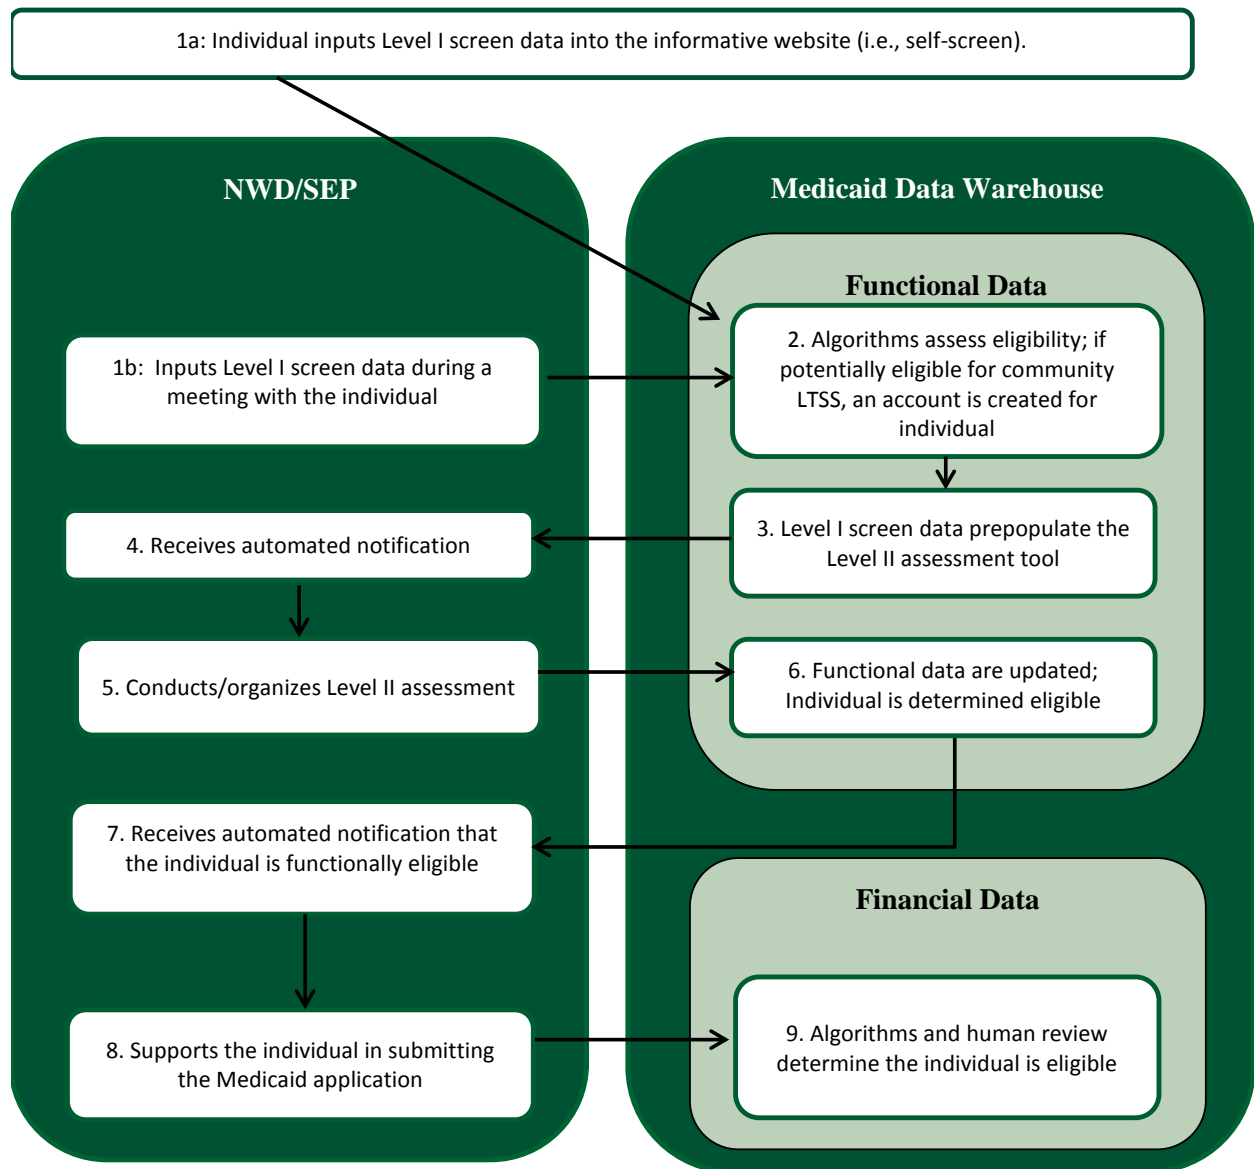 1a: Individual inputs Level I screen data into the informative website (i.e., self-screen).
NWD/SEP
Medicaid Data Warehouse
Functional Data
1b:  Inputs Level I screen data during a
meeting with the individual
2. Algorithms assess eligibility; if
potentially eligible for community
LTSS, an account is created for
individual
3. Level I screen data prepopulate the
Level II assessment tool
4. Receives automated notification
5. Conducts/organizes Level II assessment
6. Functional data are updated;
Individual is determined eligible
7. Receives automated notification that
the individual is functionally eligible
Financial Data
8. Supports the individual in submitting
the Medicaid application
9. Algorithms and human review
determine the individual is eligible